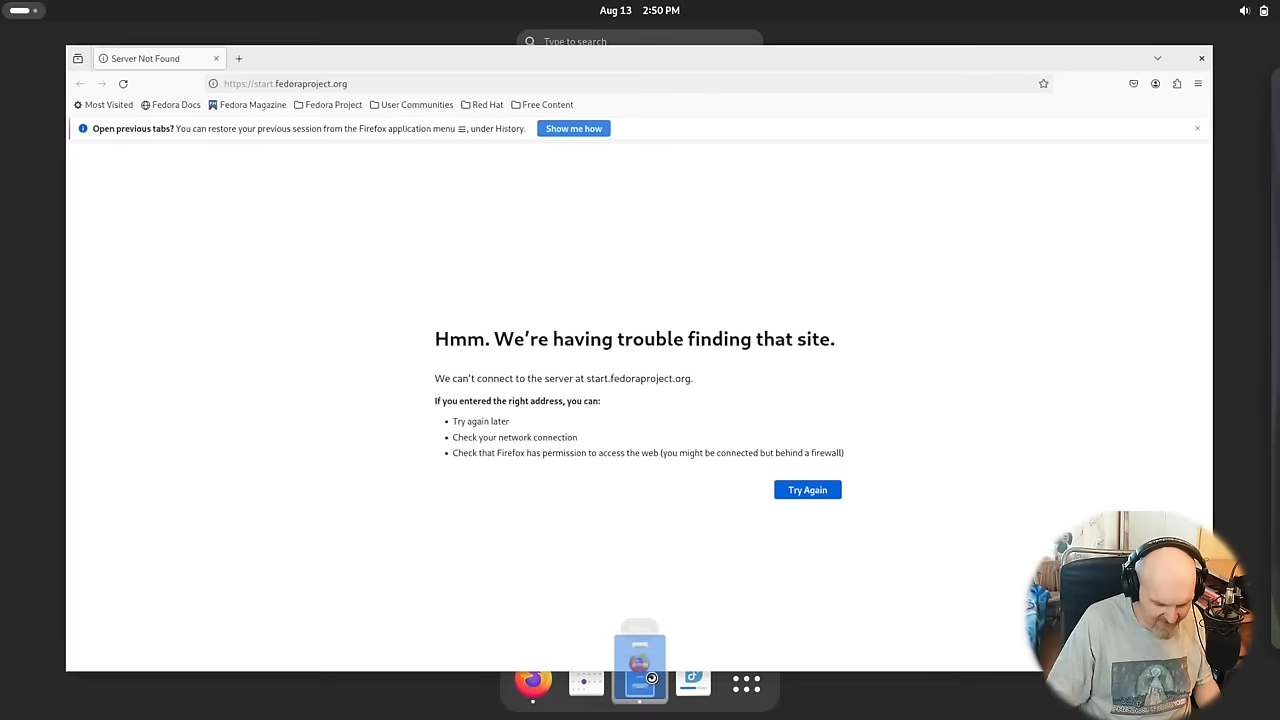 Aug 13 2:50 PM
Type to search
Server Not Found
https://start.fedoraproject.org
Most Visited Fedora Docs Fedora Magazine Fedora Project User Communities Red Hat Free Content
Open previous tabs? You can restore your previous session from the Firefox application menu ☰, under History. Show me how
Hmm. We’re having trouble finding that site.
We can’t connect to the server at start.fedoraproject.org.
If you entered the right address, you can:
• Try again later
• Check your network connection
• Check that Firefox has permission to access the web (you might be connected but behind a firewall)
Try Again